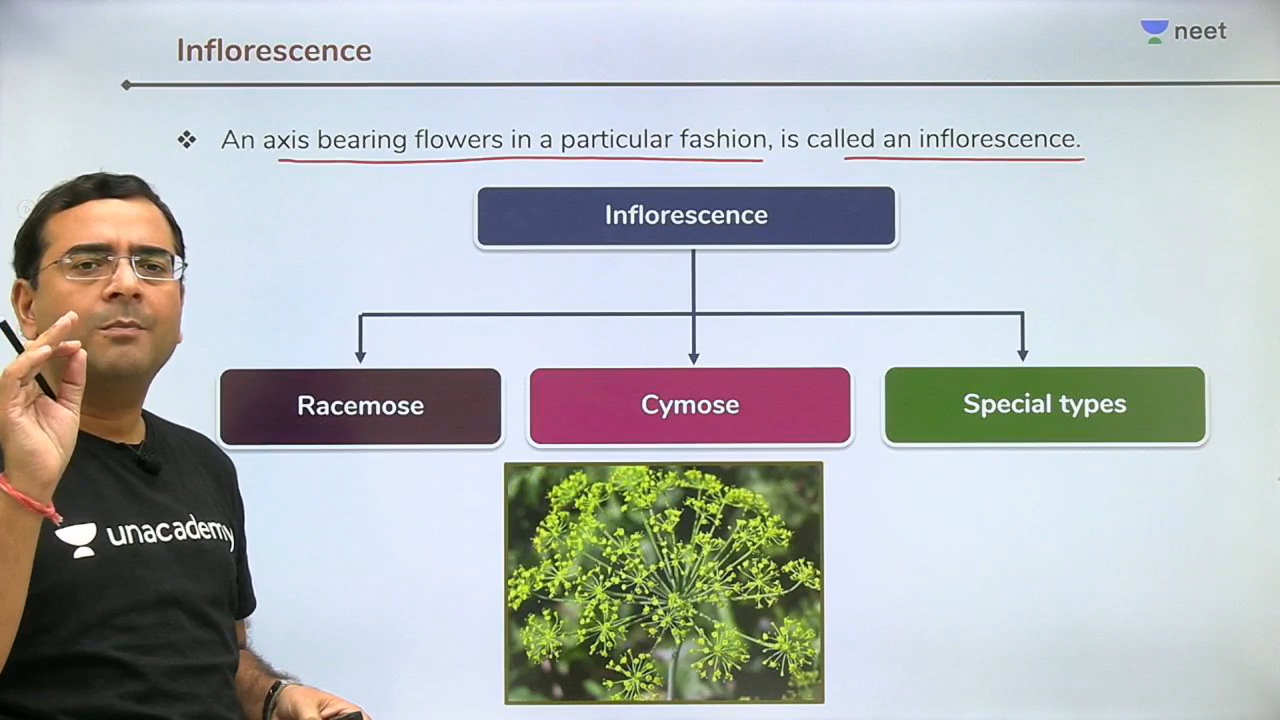 neet
Inflorescence
❖ An axis bearing flowers in a particular fashion, is called an inflorescence.
Inflorescence
Racemose
Cymose
Special types
unacademy